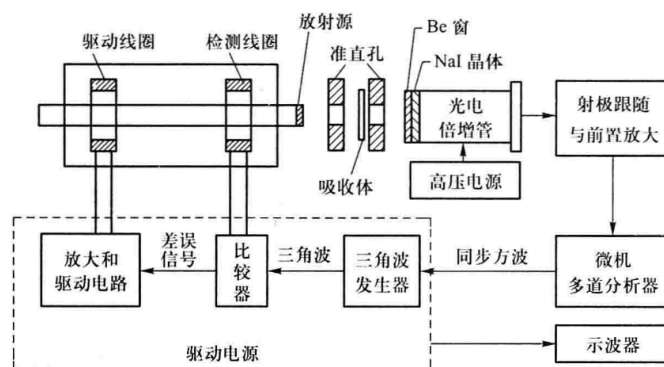 放射源
驱动线圈
检测线圈
准直孔
Be 窗
NaI 晶体
光电
倍增管
射极跟随
与前置放大
吸收体
高压电源
放大和
驱动电路
差误
信号
比
较
器
三角波
三角波
发生器
同步方波
微机
多道分析器
驱动电源
示波器